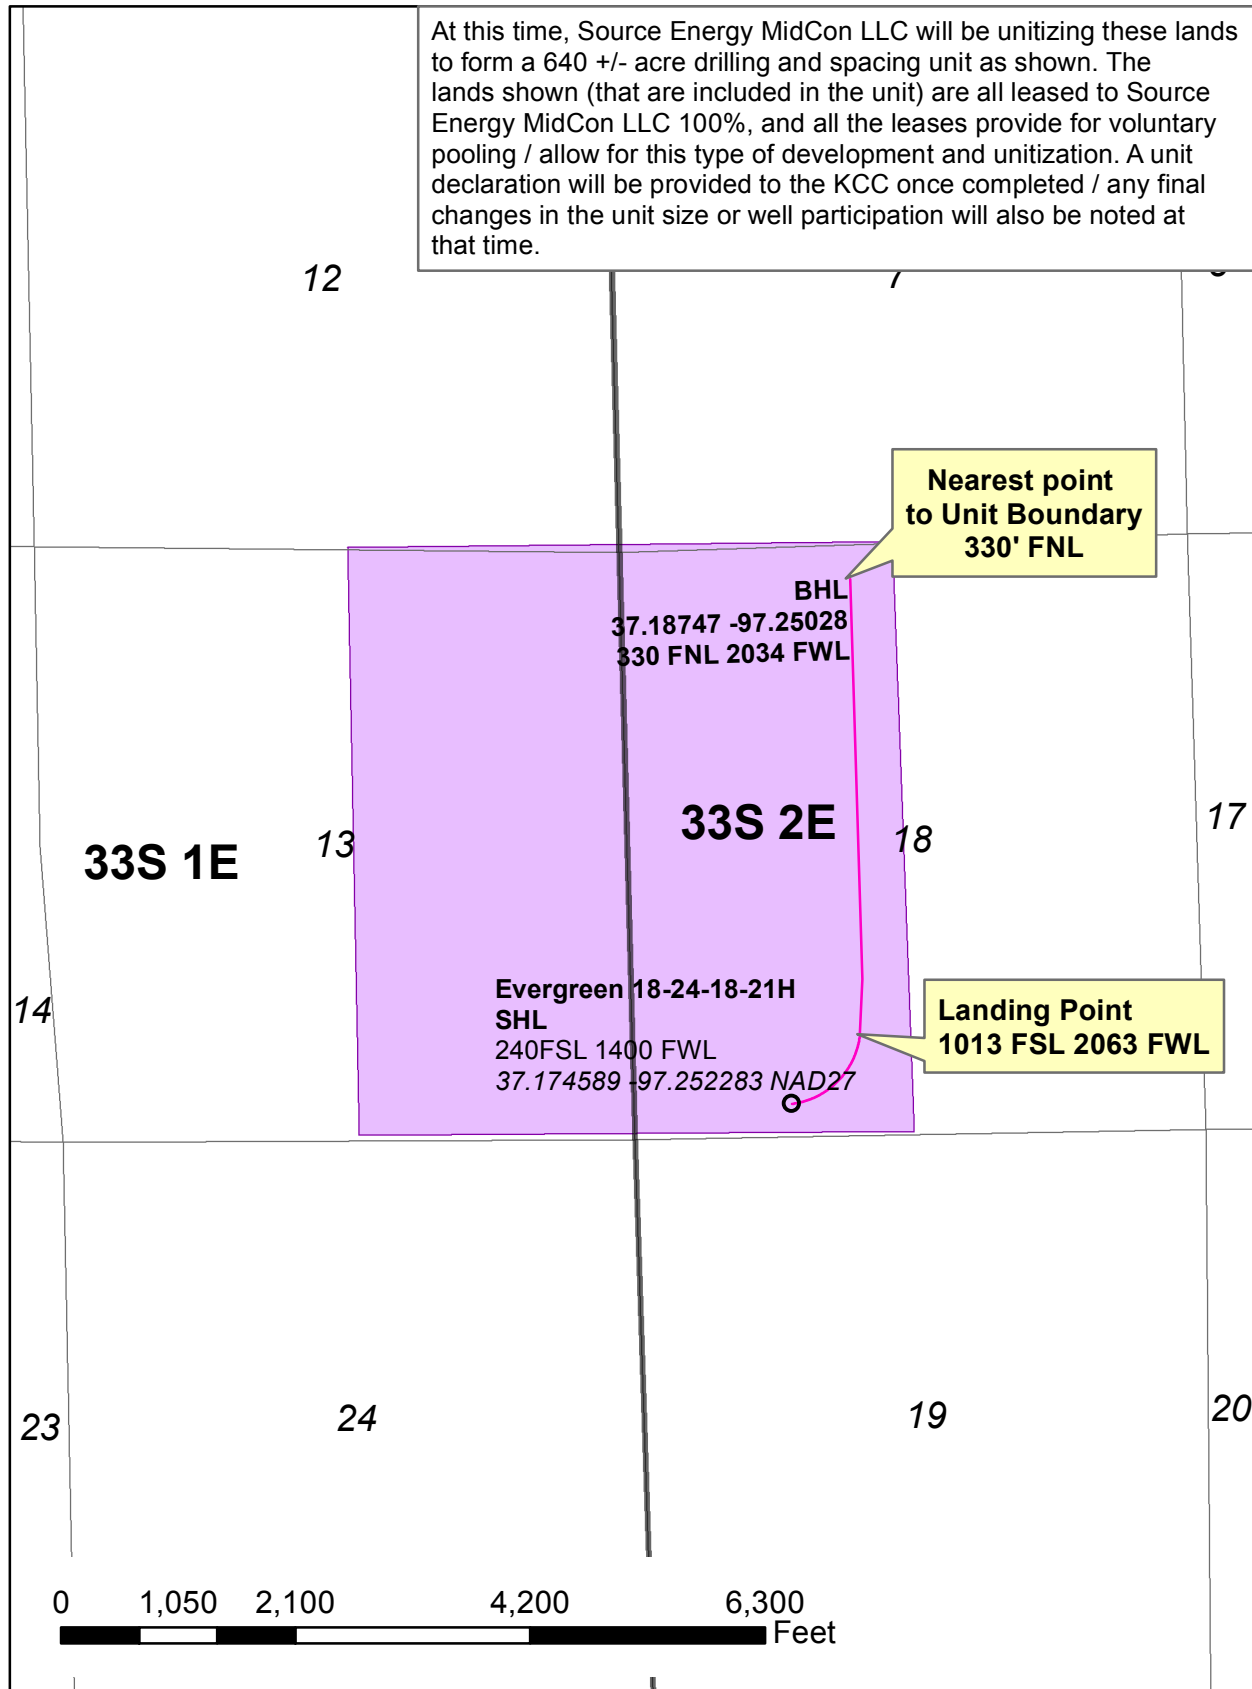 At this time, Source Energy MidCon LLC will be unitizing these lands
to form a 640 +/- acre drilling and spacing unit as shown. The
lands shown (that are included in the unit) are all leased to Source
Energy MidCon LLC 100%, and all the leases provide for voluntary
pooling / allow for this type of development and unitization. A unit
declaration will be provided to the KCC once completed / any final
changes in the unit size or well participation will also be noted at
that time.
12
7
Nearest point
to Unit Boundary
330' FNL
BHL
37.18747 -97.25028
330 FNL 2034 FWL
33S 2E
17
13
18
33S 1E
Evergreen 18-24-18-21H
SHL
240FSL 1400 FWL
37.174589 -97.252283 NAD27
14
Landing Point
1013 FSL 2063 FWL
23
24
19
20
0 1,050 2,100 4,200 6,300
Feet